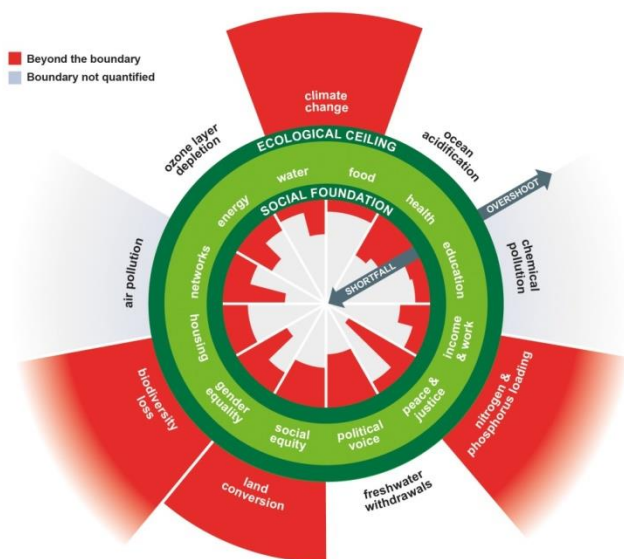 Beyond the boundary
Boundary not quantified
climate
change
ozone layer
depletion
ocean
acidification
ECOLOGICAL CEILING
water
food
energy
health
SOCIAL FOUNDATION
OVERSHOOT
networks
education
SHORTFALL
air pollution
chemical
pollution
housing
income
& work
biodiversity
loss
gender
equality
peace &
justice
nitrogen &
phosphorus loading
social
equity
political
voice
land
conversion
freshwater
withdrawals